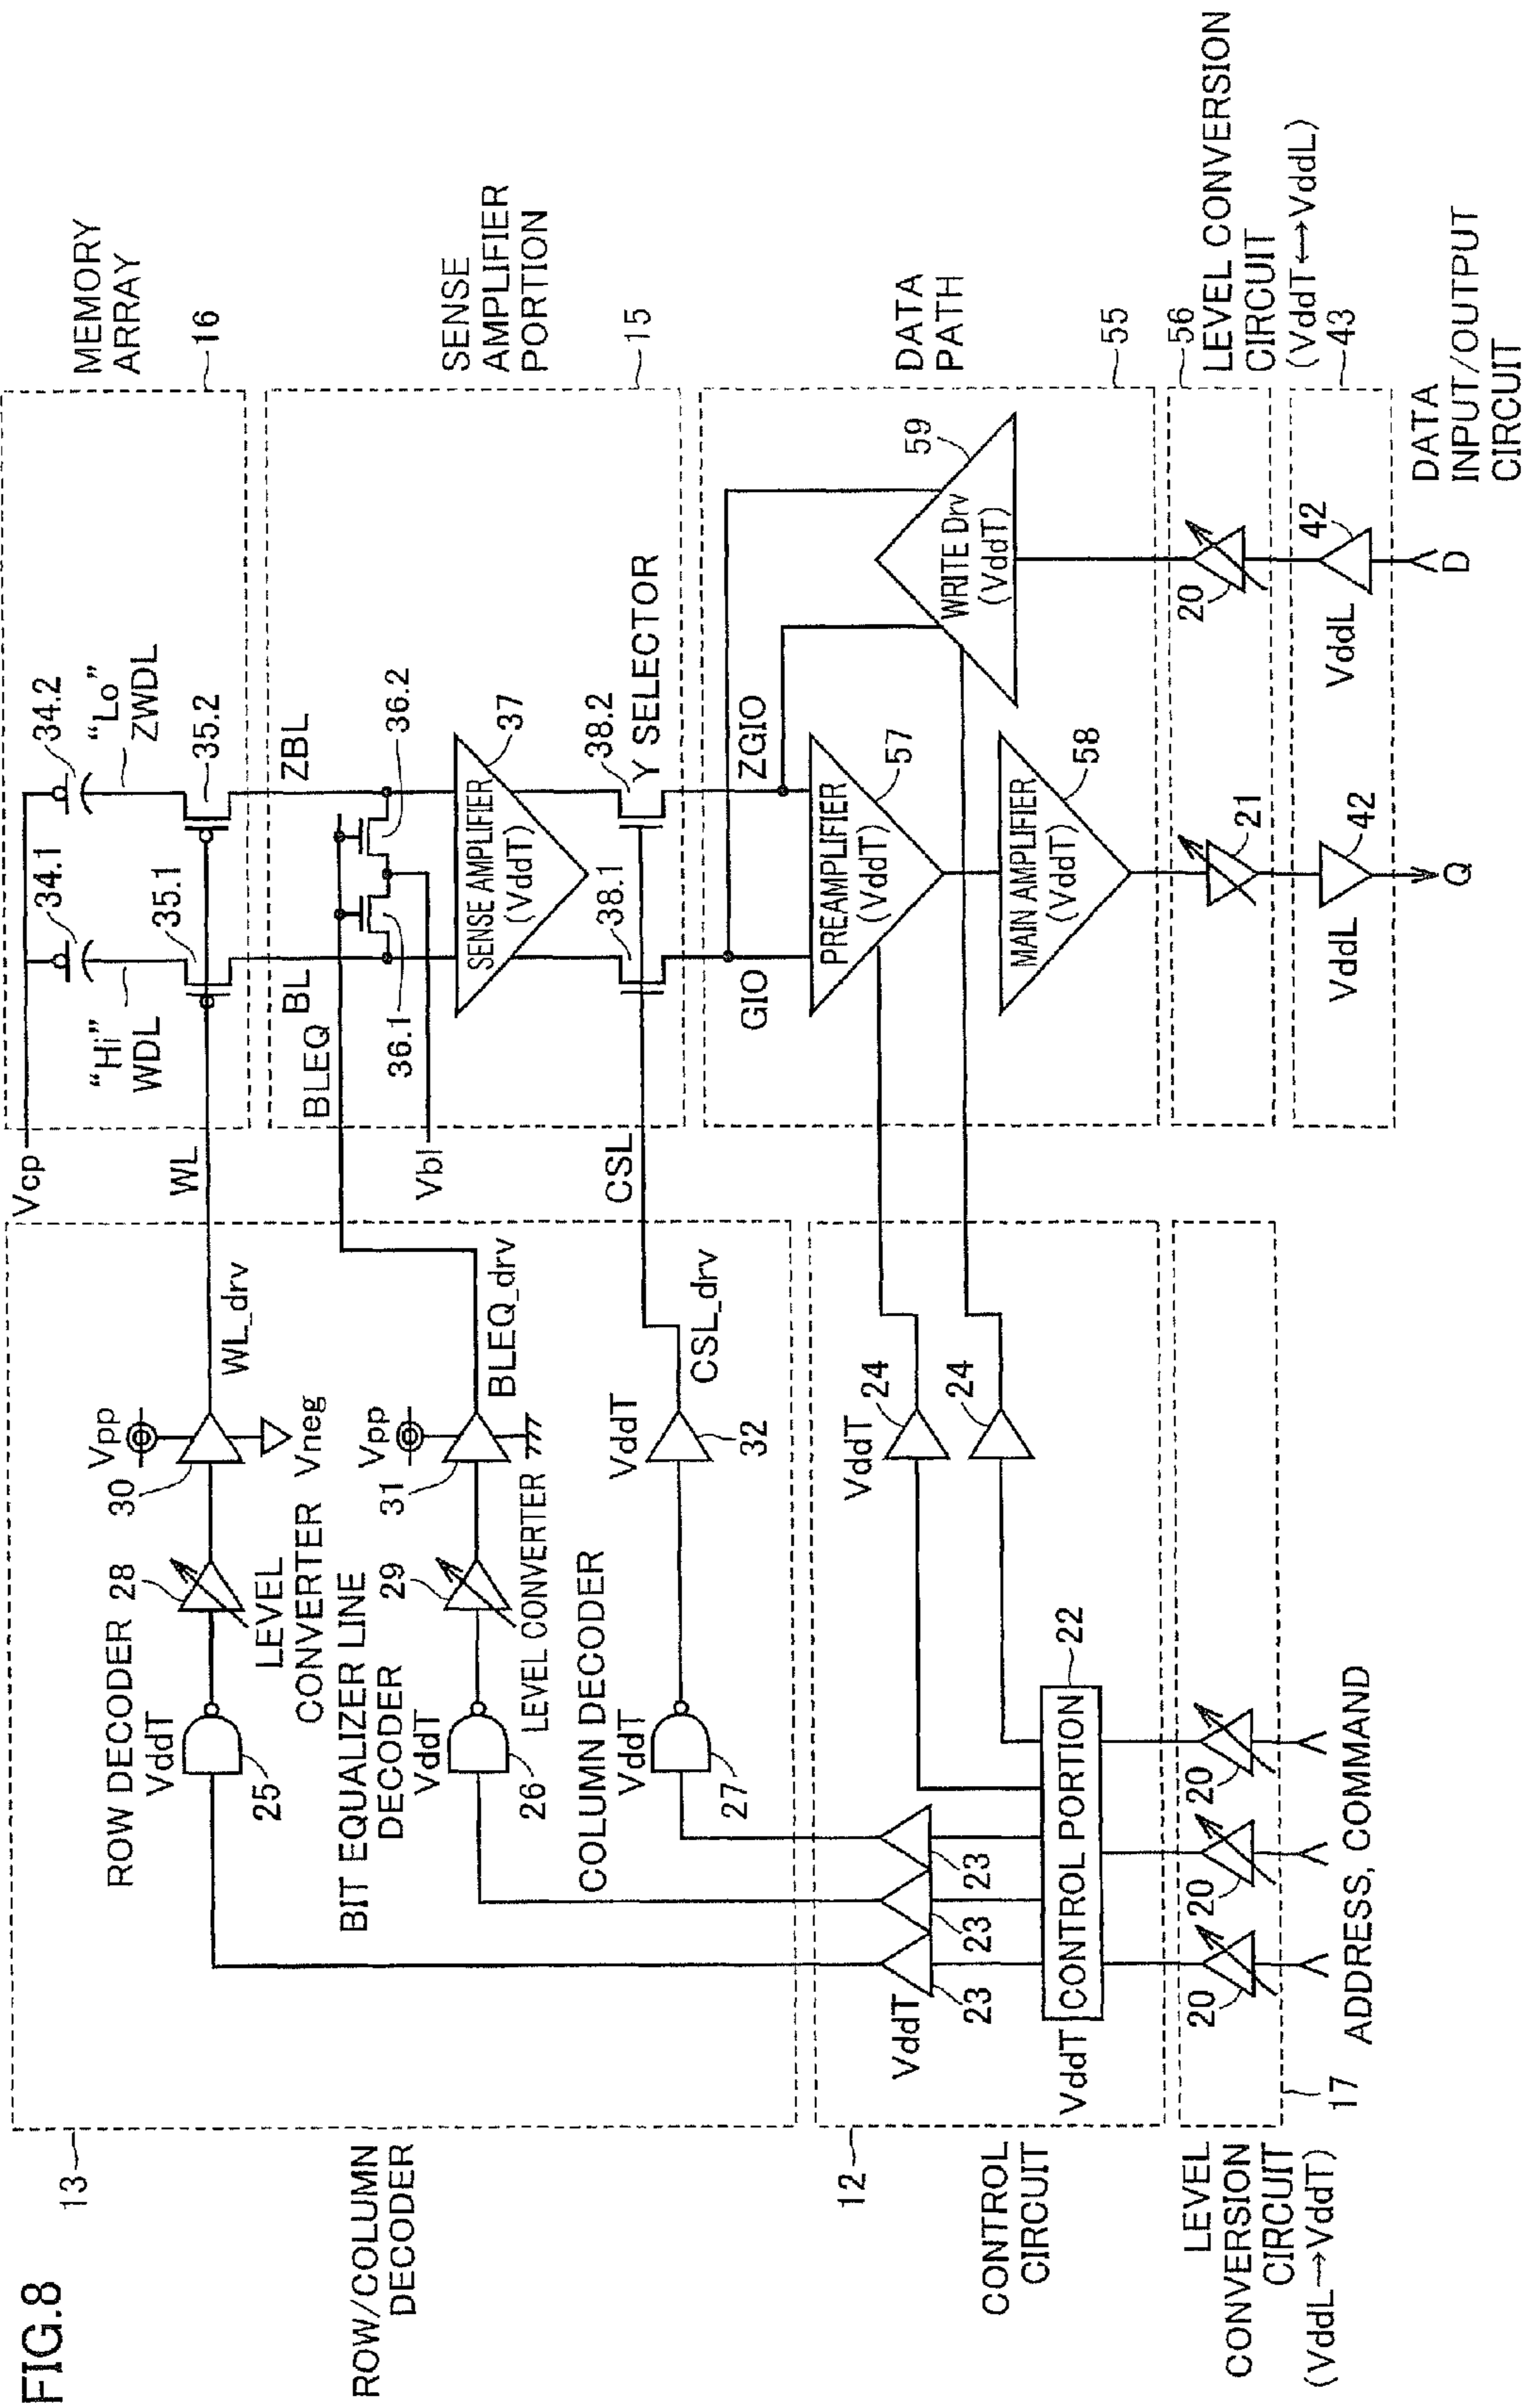 FIG.8
13
ROW/COLUMN
DECODER
ROW DECODER
VddT
25
28
LEVEL
CONVERTER
30
Vpp
Vneg
WL_drv
BIT EQUALIZER LINE
DECODER
VddT
26
29
LEVEL CONVERTER
31
Vpp
BLEQ_drv
COLUMN DECODER
VddT
27
VddT
32
CSL_drv
12
CONTROL
CIRCUIT
VddT
23
23
23
VddT
24
24
VddT
CONTROL PORTION
22
LEVEL
CONVERSION
CIRCUIT
(VddL→VddT)
17
20
20
20
ADDRESS, COMMAND
Vcp
WL
BLEQ
Vbl
CSL
MEMORY
ARRAY
16
34.1
34.2
"Hi"
WDL
"Lo"
ZWDL
35.1
35.2
SENSE
AMPLIFIER
PORTION
15
BL
ZBL
36.1
36.2
SENSE AMPLIFIER
(VddT)
37
38.1
38.2
Y SELECTOR
DATA
PATH
55
GIO
ZGIO
PREAMPLIFIER
(VddT)
57
MAIN AMPLIFIER
(VddT)
58
WRITE Drv
(VddT)
59
56
LEVEL CONVERSION
CIRCUIT
(VddT↔VddL)
21
20
43
VddL
42
VddL
42
Q
D
DATA
INPUT/OUTPUT
CIRCUIT